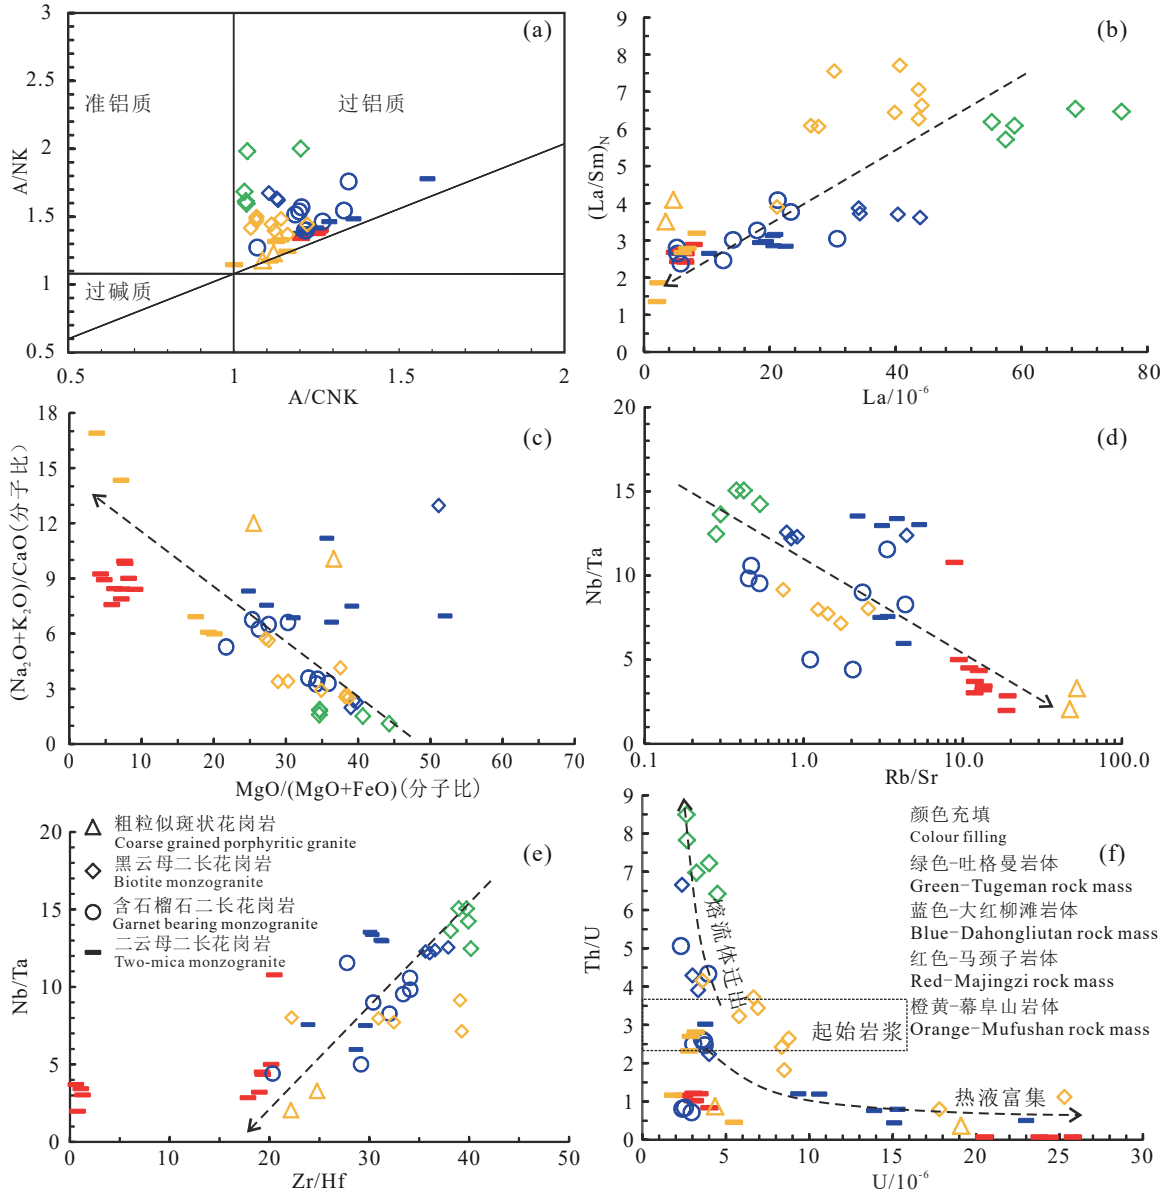 (a)
3
2.5
2
1.5
1
0.5
A/NK
准铝质
过铝质
过碱质
0.5
1
1.5
2
A/CNK
(b)
9
8
7
6
5
4
3
2
1
0
(La/Sm)N
0
20
40
60
80
La/10-6
(c)
18
15
12
9
6
3
0
(Na2O+K2O)/CaO(分子比)
0
10
20
30
40
50
60
70
MgO/(MgO+FeO)(分子比)
(d)
20
15
10
5
0
Nb/Ta
0.1
1.0
10.0
100.0
Rb/Sr
(e)
20
15
10
5
0
Nb/Ta
粗粒似斑状花岗岩
Coarse grained porphyritic granite
黑云母二长花岗岩
Biotite monzogranite
含石榴石二长花岗岩
Garnet bearing monzogranite
二云母二长花岗岩
Two-mica monzogranite
0
10
20
30
40
50
Zr/Hf
(f)
9
8
7
6
5
4
3
2
1
0
Th/U
熔流体迁出
起始岩浆
热液富集
颜色充填
Colour filling
绿色-吐格曼岩体
Green-Tugeman rock mass
蓝色-大红柳滩岩体
Blue-Dahongliutan rock mass
红色-马颈子岩体
Red-Majingzi rock mass
橙黄-幕阜山岩体
Orange-Mufushan rock mass
0
5
10
15
20
25
30
U/10-6